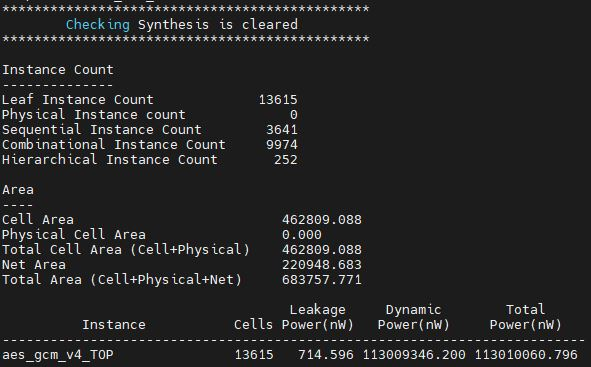 **********************************************
Checking Synthesis is cleared
**********************************************
Instance Count
--------------
Leaf Instance Count 13615
Physical Instance count 0
Sequential Instance Count 3641
Combinational Instance Count 9974
Hierarchical Instance Count 252
Area
----
Cell Area 462809.088
Physical Cell Area 0.000
Total Cell Area (Cell+Physical) 462809.088
Net Area 220948.683
Total Area (Cell+Physical+Net) 683757.771
Leakage Dynamic Total
Instance Cells Power(nW) Power(nW) Power(nW)
-------------------------------------------------------------------------
aes_gcm_v4_TOP 13615 714.596 113009346.200 113010060.796